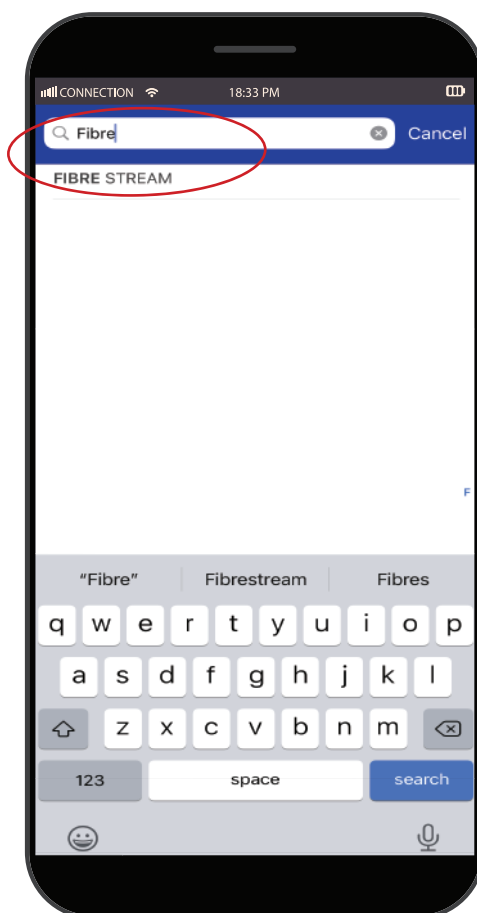 CONNECTION 18:33 PM
Fibre Cancel
FIBRE STREAM
F
"Fibre" Fibrestream Fibres
q w e r t y u i o p
a s d f g h j k l
z x c v b n m
123 space search